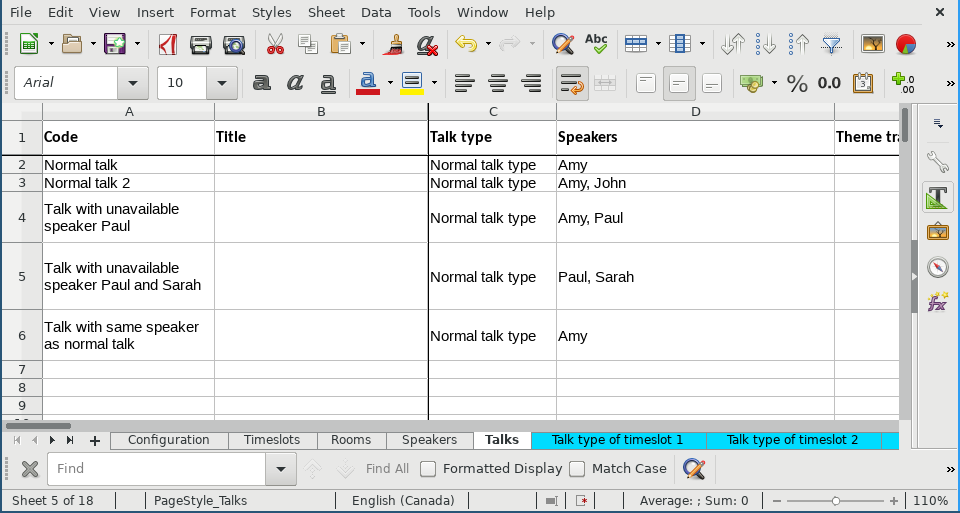 File Edit View Insert Format Styles Sheet Data Tools Window Help
Abc
Arial 10 a a a a % 0.0 .00
A B C D
1 Code Title Talk type Speakers Theme tra
2 Normal talk Normal talk type Amy
3 Normal talk 2 Normal talk type Amy, John
4 Talk with unavailable speaker Paul Normal talk type Amy, Paul
5 Talk with unavailable speaker Paul and Sarah Normal talk type Paul, Sarah
6 Talk with same speaker as normal talk Normal talk type Amy
7
8
9
Configuration Timeslots Rooms Speakers Talks Talk type of timeslot 1 Talk type of timeslot 2
Find Find All Formatted Display Match Case
Sheet 5 of 18 PageStyle_Talks English (Canada) Average: ; Sum: 0 110%